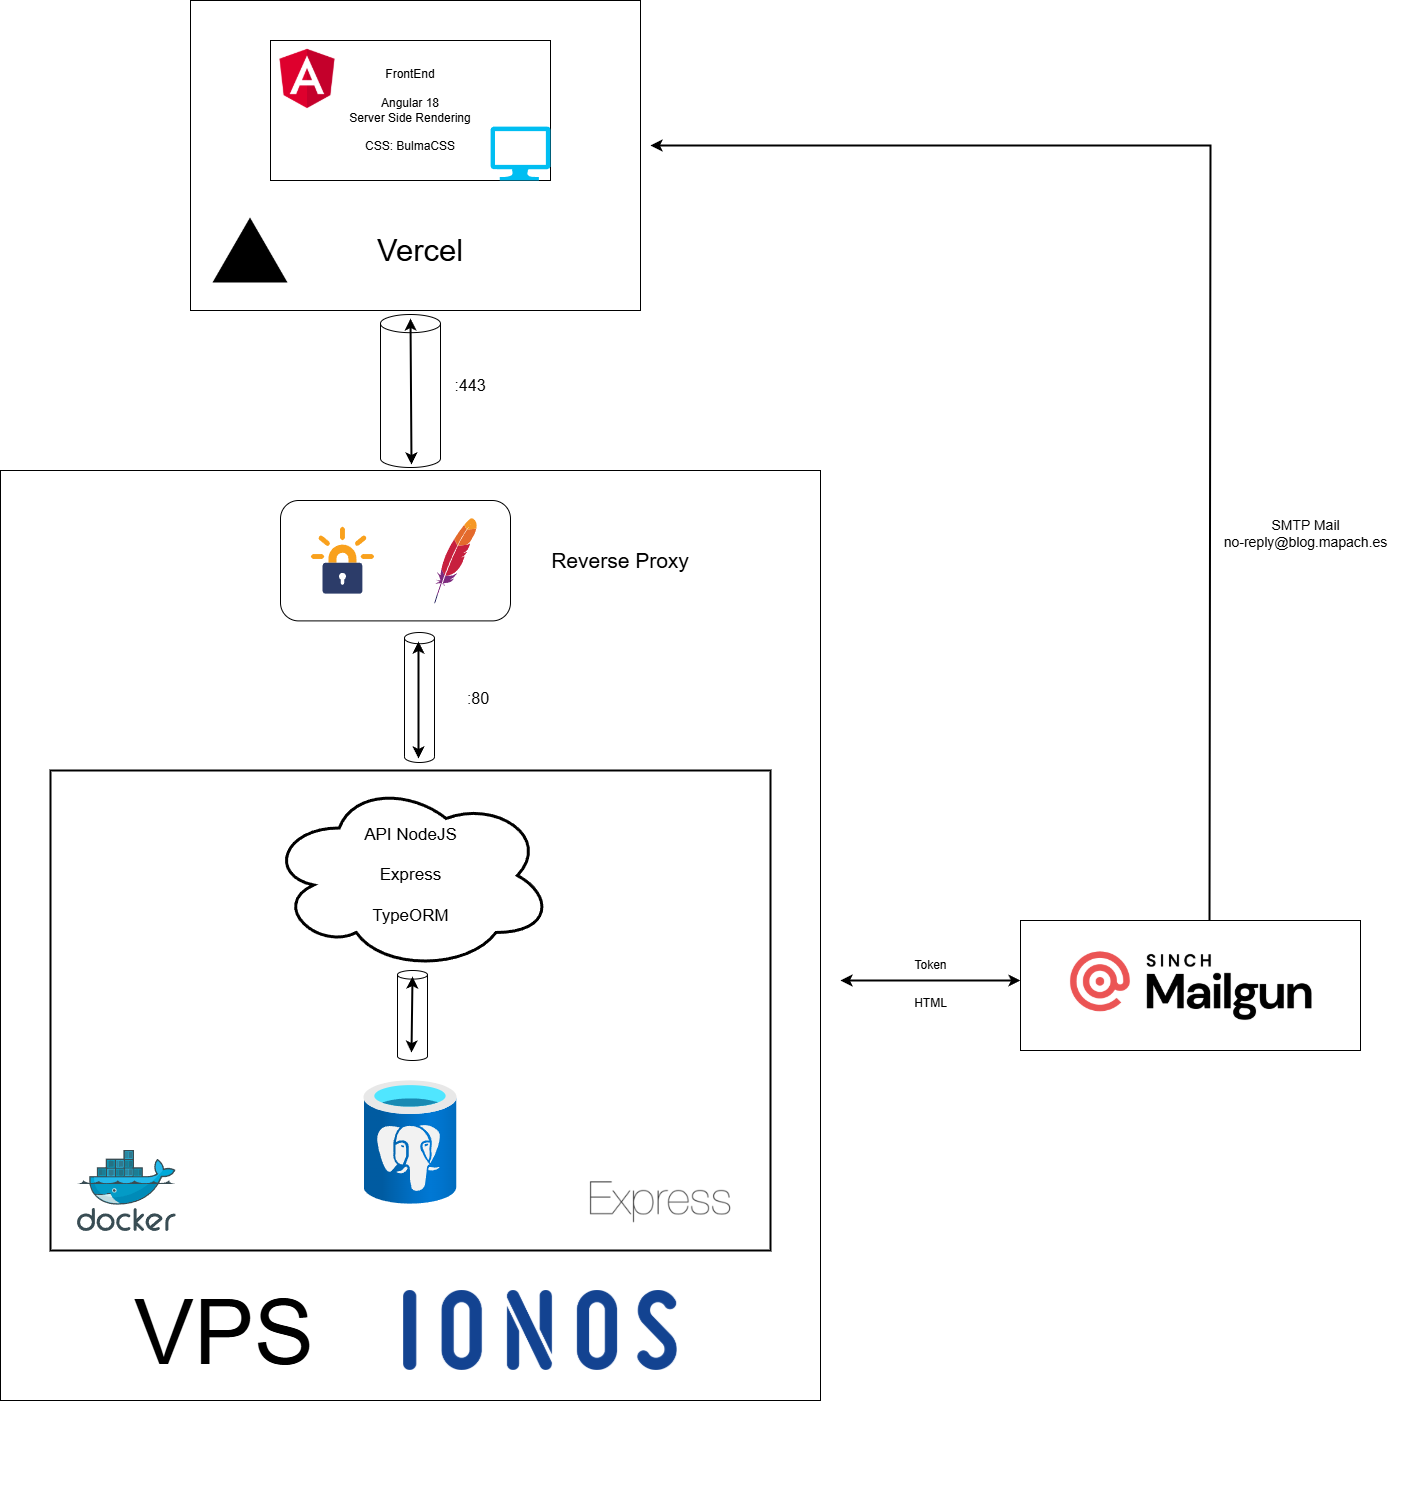 FrontEnd
Angular 18
Server Side Rendering
CSS: BulmaCSS
Vercel
:443
Reverse Proxy
SMTP Mail
no-reply@blog.mapach.es
:80
API NodeJS
Express
TypeORM
Token
HTML
SINCH
Mailgun
docker
Express
VPS
IONOS